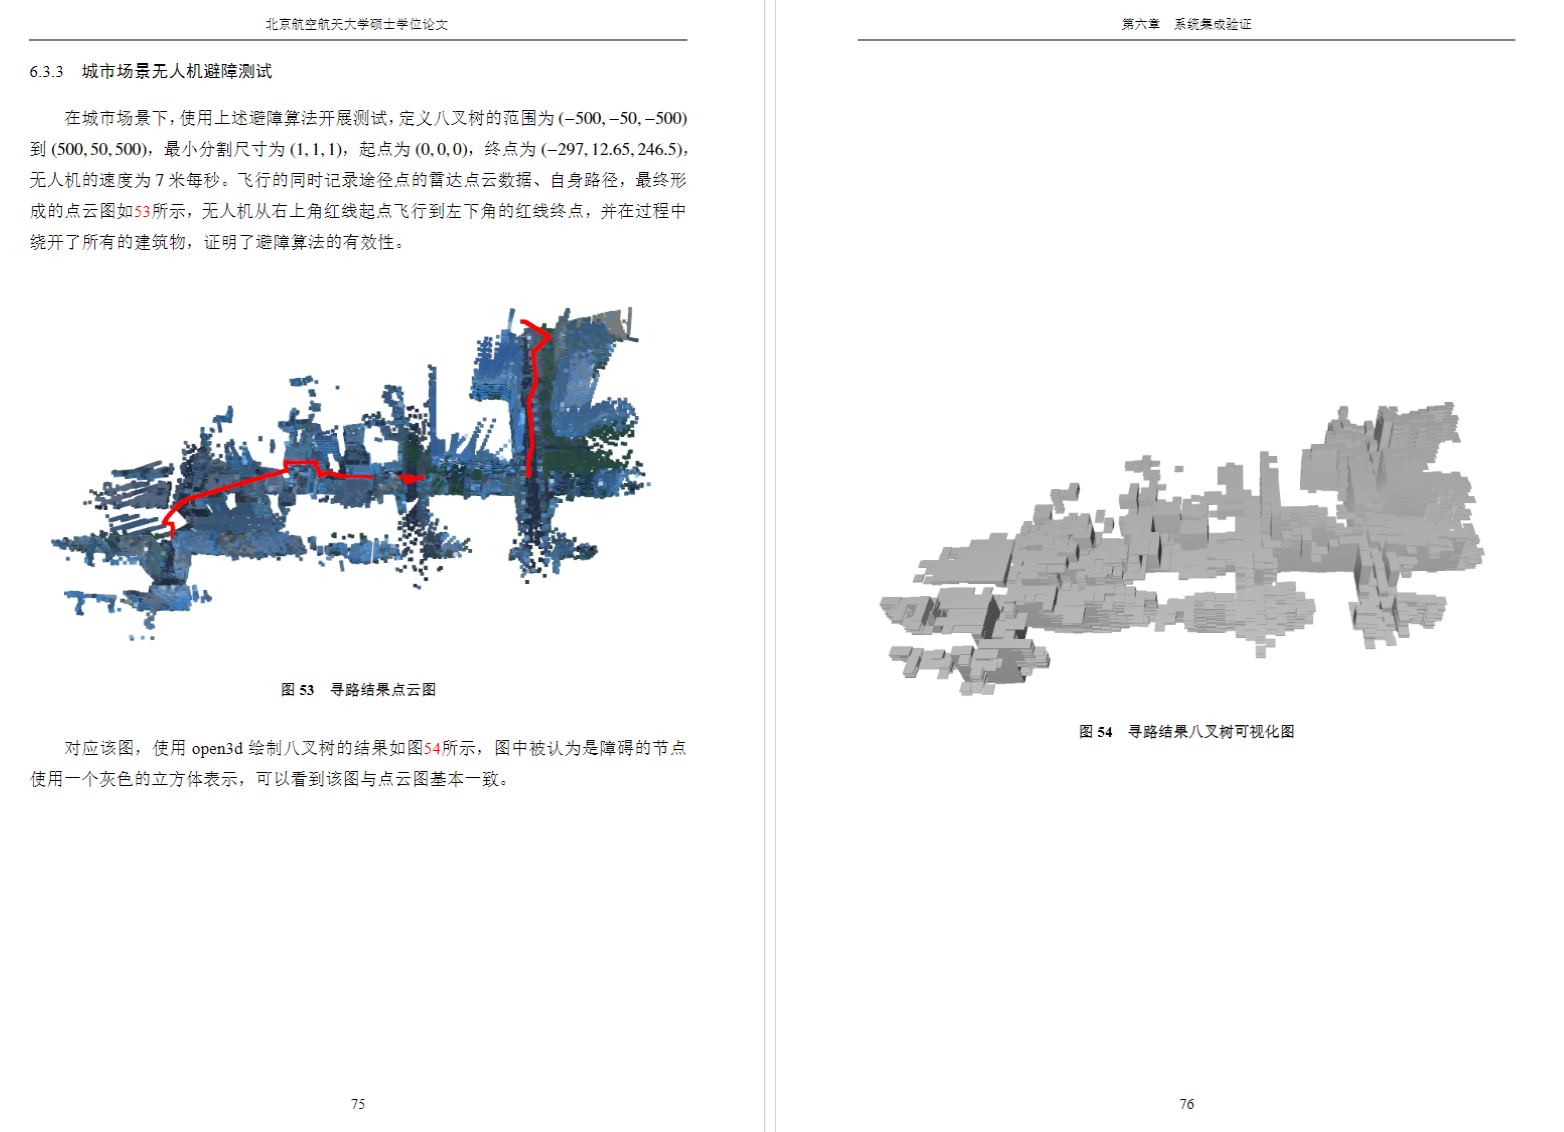 北京航空航天大学硕士学位论文
6.3.3 城市场景无人机避障测试
在城市场景下，使用上述避障算法开展测试，定义八叉树的范围为 (−500, −50, −500)
到 (500, 50, 500)，最小分割尺寸为 (1, 1, 1)，起点为 (0, 0, 0)，终点为 (−297, 12.65, 246.5)，
无人机的速度为 7 米每秒。飞行的同时记录途径点的雷达点云数据、自身路径，最终形
成的点云图如53所示，无人机从右上角红线起点飞行到左下角的红线终点，并在过程中
绕开了所有的建筑物，证明了避障算法的有效性。
图 53 寻路结果点云图
对应该图，使用 open3d 绘制八叉树的结果如图54所示，图中被认为是障碍的节点
使用一个灰色的立方体表示，可以看到该图与点云图基本一致。
75
第六章 系统集成验证
图 54 寻路结果八叉树可视化图
76